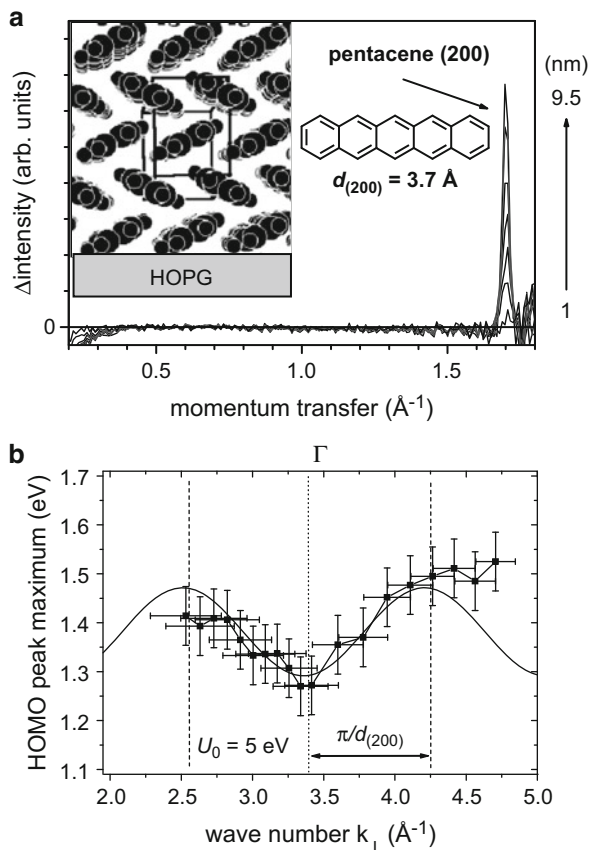 a
Δintensity (arb. units)
0
HOPG
pentacene (200)
d(200) = 3.7 Å
(nm)
9.5
1
0.5
1.0
1.5
momentum transfer (Å-1)
b
Γ
HOMO peak maximum (eV)
1.7
1.6
1.5
1.4
1.3
1.2
1.1
U0 = 5 eV
π/d(200)
2.0
2.5
3.0
3.5
4.0
4.5
5.0
wave number k⊥ (Å-1)